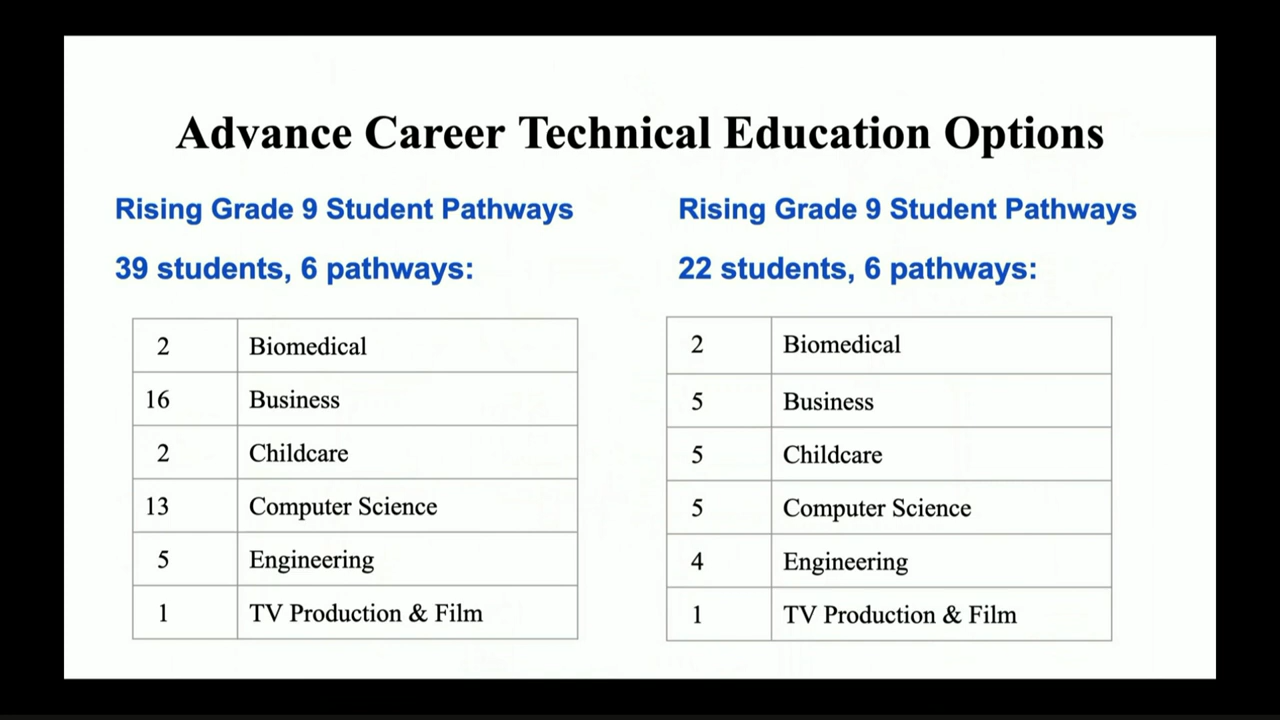 Advance Career Technical Education Options
Rising Grade 9 Student Pathways
39 students, 6 pathways:
2 Biomedical
16 Business
2 Childcare
13 Computer Science
5 Engineering
1 TV Production & Film
Rising Grade 9 Student Pathways
22 students, 6 pathways:
2 Biomedical
5 Business
5 Childcare
5 Computer Science
4 Engineering
1 TV Production & Film